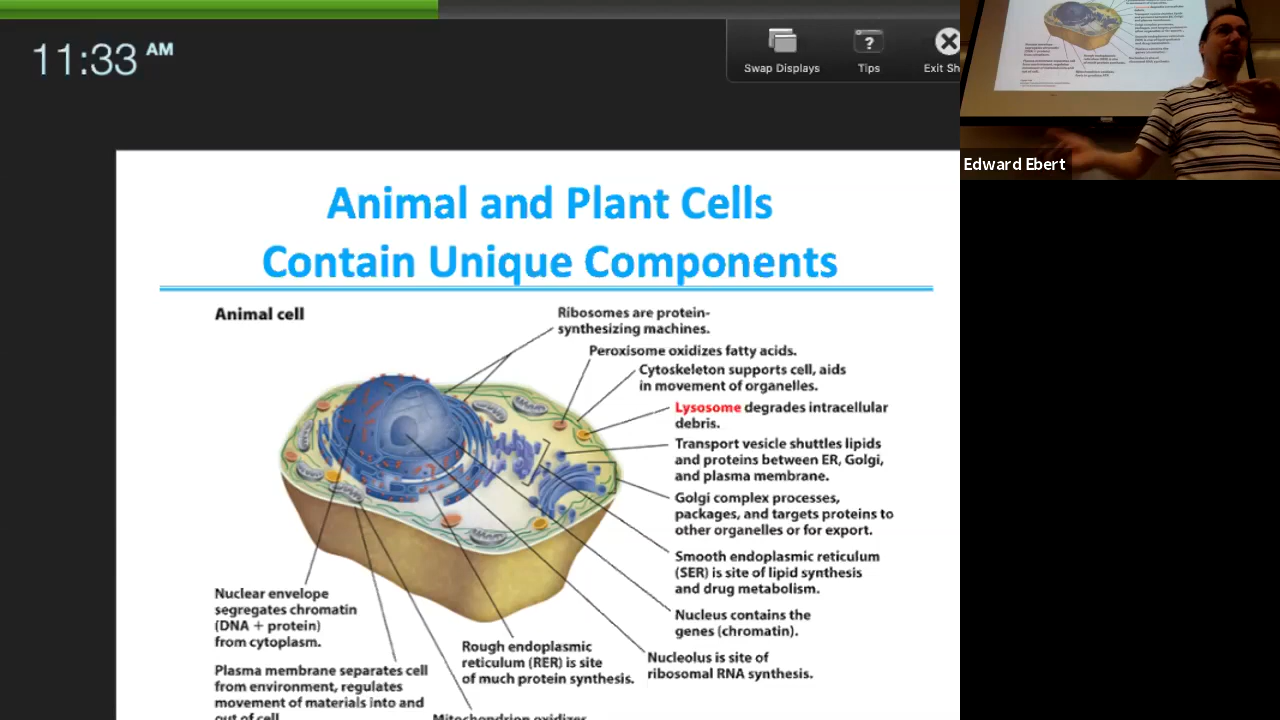 11:33 AM
Swap Displays
Tips
Exit Sh
Edward Ebert
Animal and Plant Cells
Contain Unique Components
Animal cell
Ribosomes are protein-
synthesizing machines.
Peroxisome oxidizes fatty acids.
Cytoskeleton supports cell, aids
in movement of organelles.
Lysosome degrades intracellular
debris.
Transport vesicle shuttles lipids
and proteins between ER, Golgi,
and plasma membrane.
Golgi complex processes,
packages, and targets proteins to
other organelles or for export.
Smooth endoplasmic reticulum
(SER) is site of lipid synthesis
and drug metabolism.
Nucleus contains the
genes (chromatin).
Nucleolus is site of
ribosomal RNA synthesis.
Rough endoplasmic
reticulum (RER) is site
of much protein synthesis.
Nuclear envelope
segregates chromatin
(DNA + protein)
from cytoplasm.
Plasma membrane separates cell
from environment, regulates
movement of materials into and
out of cell
Mitochondrion oxidizes